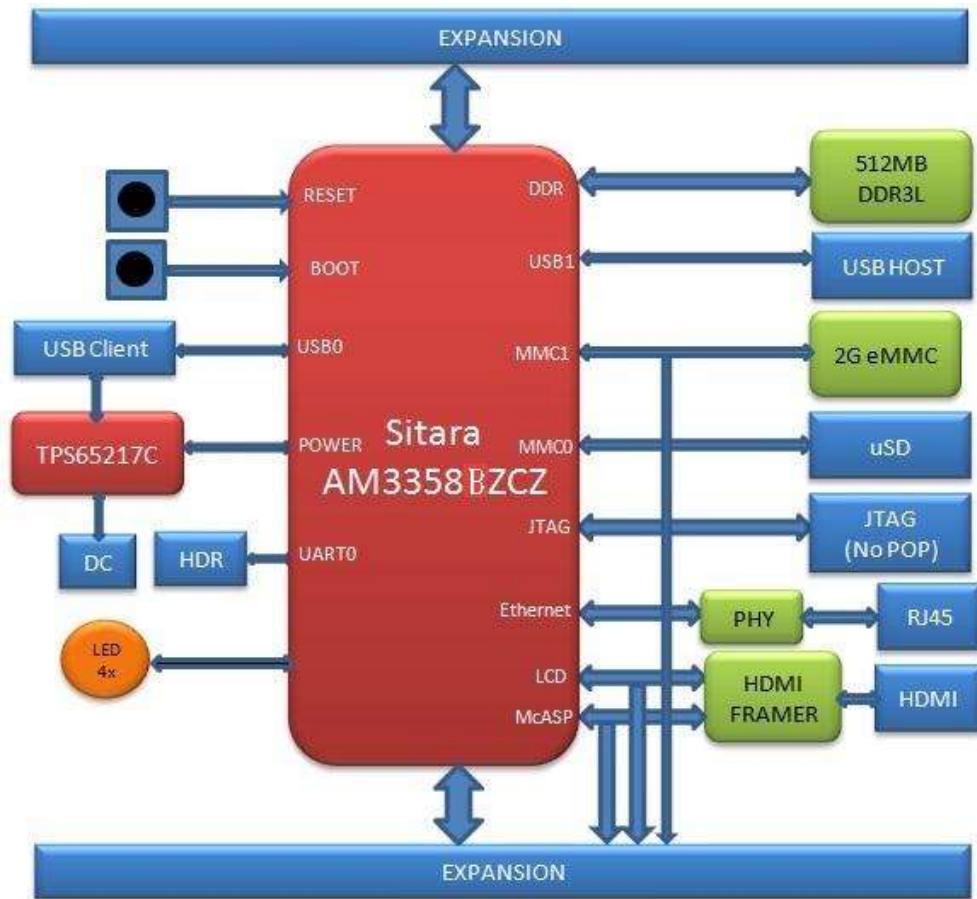 EXPANSION
RESET
DDR
512MB
DDR3L
BOOT
USB1
USB HOST
USB Client
USB0
MMC1
2G eMMC
TPS65217C
POWER
Sitara
AM3358BZCZ
MMC0
uSD
JTAG
JTAG
(No POP)
DC
HDR
UART0
Ethernet
PHY
RJ45
LED
4x
LCD
McASP
HDMI
FRAMER
HDMI
EXPANSION